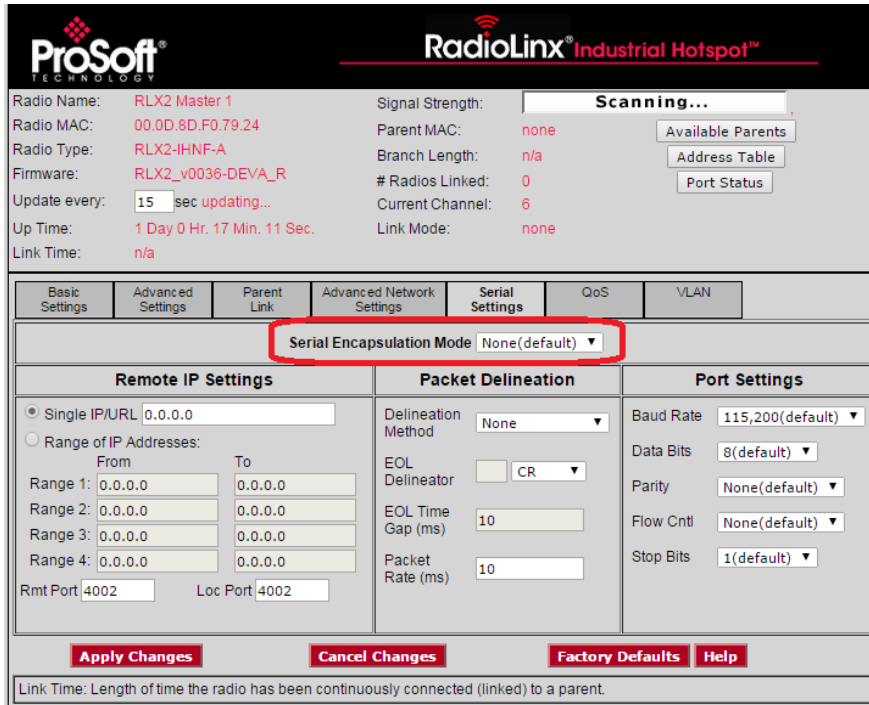 ProSoft®
TECHNOLOGY
RadioLinx® Industrial Hotspot™
Radio Name: RLX2 Master 1
Radio MAC: 00.0D.8D.F0.79.24
Radio Type: RLX2-IHNF-A
Firmware: RLX2_v0036-DEVA_R
Update every: 15 sec updating...
Up Time: 1 Day 0 Hr. 17 Min. 11 Sec.
Link Time: n/a
Signal Strength: Scanning... ,
Parent MAC: none
Branch Length: n/a
# Radios Linked: 0
Current Channel: 6
Link Mode: none
Available Parents
Address Table
Port Status
Basic Settings
Advanced Settings
Parent Link
Advanced Network Settings
Serial Settings
QoS
VLAN
Serial Encapsulation Mode None(default)
Remote IP Settings
Single IP/URL 0.0.0.0
Range of IP Addresses:
From To
Range 1: 0.0.0.0 0.0.0.0
Range 2: 0.0.0.0 0.0.0.0
Range 3: 0.0.0.0 0.0.0.0
Range 4: 0.0.0.0 0.0.0.0
Rmt Port 4002 Loc Port 4002
Packet Delineation
Delineation Method None
EOL Delineator CR
EOL Time Gap (ms) 10
Packet Rate (ms) 10
Port Settings
Baud Rate 115,200(default)
Data Bits 8(default)
Parity None(default)
Flow Cntl None(default)
Stop Bits 1(default)
Apply Changes
Cancel Changes
Factory Defaults
Help
Link Time: Length of time the radio has been continuously connected (linked) to a parent.